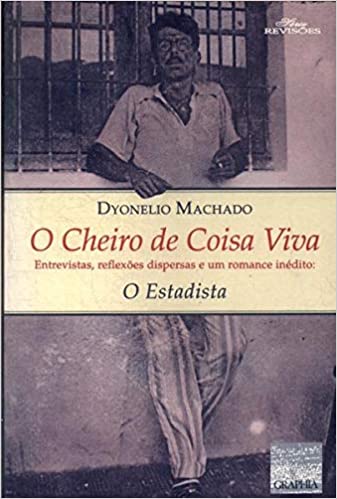 Série
REVISÕES
DYONELIO MACHADO
O Cheiro de Coisa Viva
Entrevistas, reflexões dispersas e um romance inédito:
O Estadista
GRAPHIA